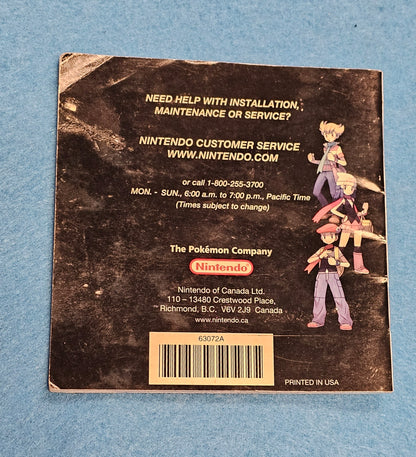 NEED HELP WITH INSTALLATION,
MAINTENANCE OR SERVICE?
NINTENDO CUSTOMER SERVICE
WWW.NINTENDO.COM
or call 1-800-255-3700
MON. - SUN., 6:00 a.m. to 7:00 p.m., Pacific Time
(Times subject to change)
The Pokémon Company
Nintendo
Nintendo of Canada Ltd.
110 – 13480 Crestwood Place,
Richmond, B.C. V6V 2J9 Canada
www.nintendo.ca
63072A
PRINTED IN USA